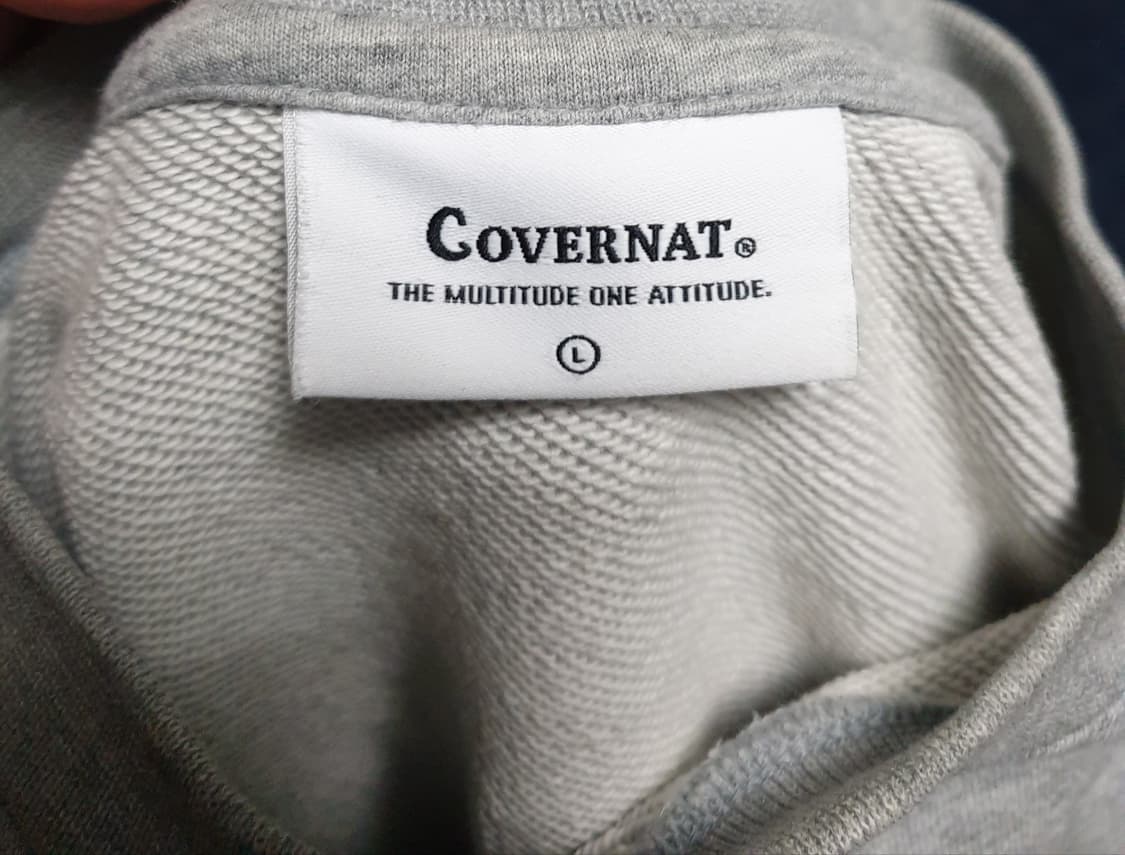 COVERNAT®
THE MULTITUDE ONE ATTITUDE.
L